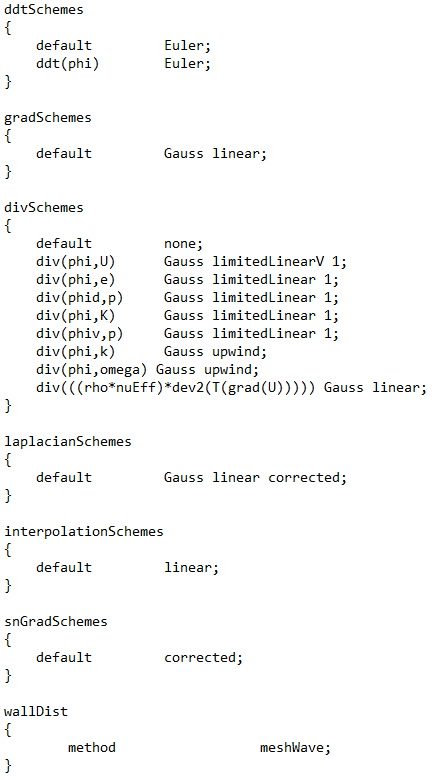 ddtSchemes
{
    default         Euler;
    ddt(phi)        Euler;
}

gradSchemes
{
    default         Gauss linear;
}

divSchemes
{
    default         none;
    div(phi,U)      Gauss limitedLinearV 1;
    div(phi,e)      Gauss limitedLinear 1;
    div(phid,p)     Gauss limitedLinear 1;
    div(phi,K)      Gauss limitedLinear 1;
    div(phiv,p)     Gauss limitedLinear 1;
    div(phi,k)      Gauss upwind;
    div(phi,omega) Gauss upwind;
    div(((rho*nuEff)*dev2(T(grad(U))))) Gauss linear;
}

laplacianSchemes
{
    default         Gauss linear corrected;
}

interpolationSchemes
{
    default         linear;
}

snGradSchemes
{
    default         corrected;
}

wallDist
{
        method                  meshWave;
}